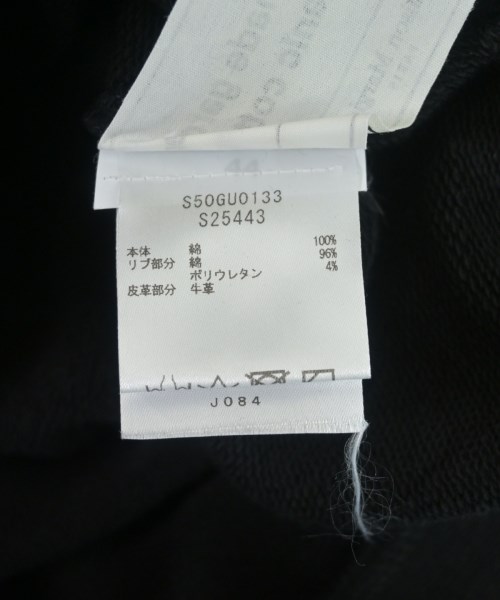 S50GU0133
S25443
本体 綿 100%
リブ部分 綿 96%
ポリウレタン 4%
皮革部分 牛革
J084